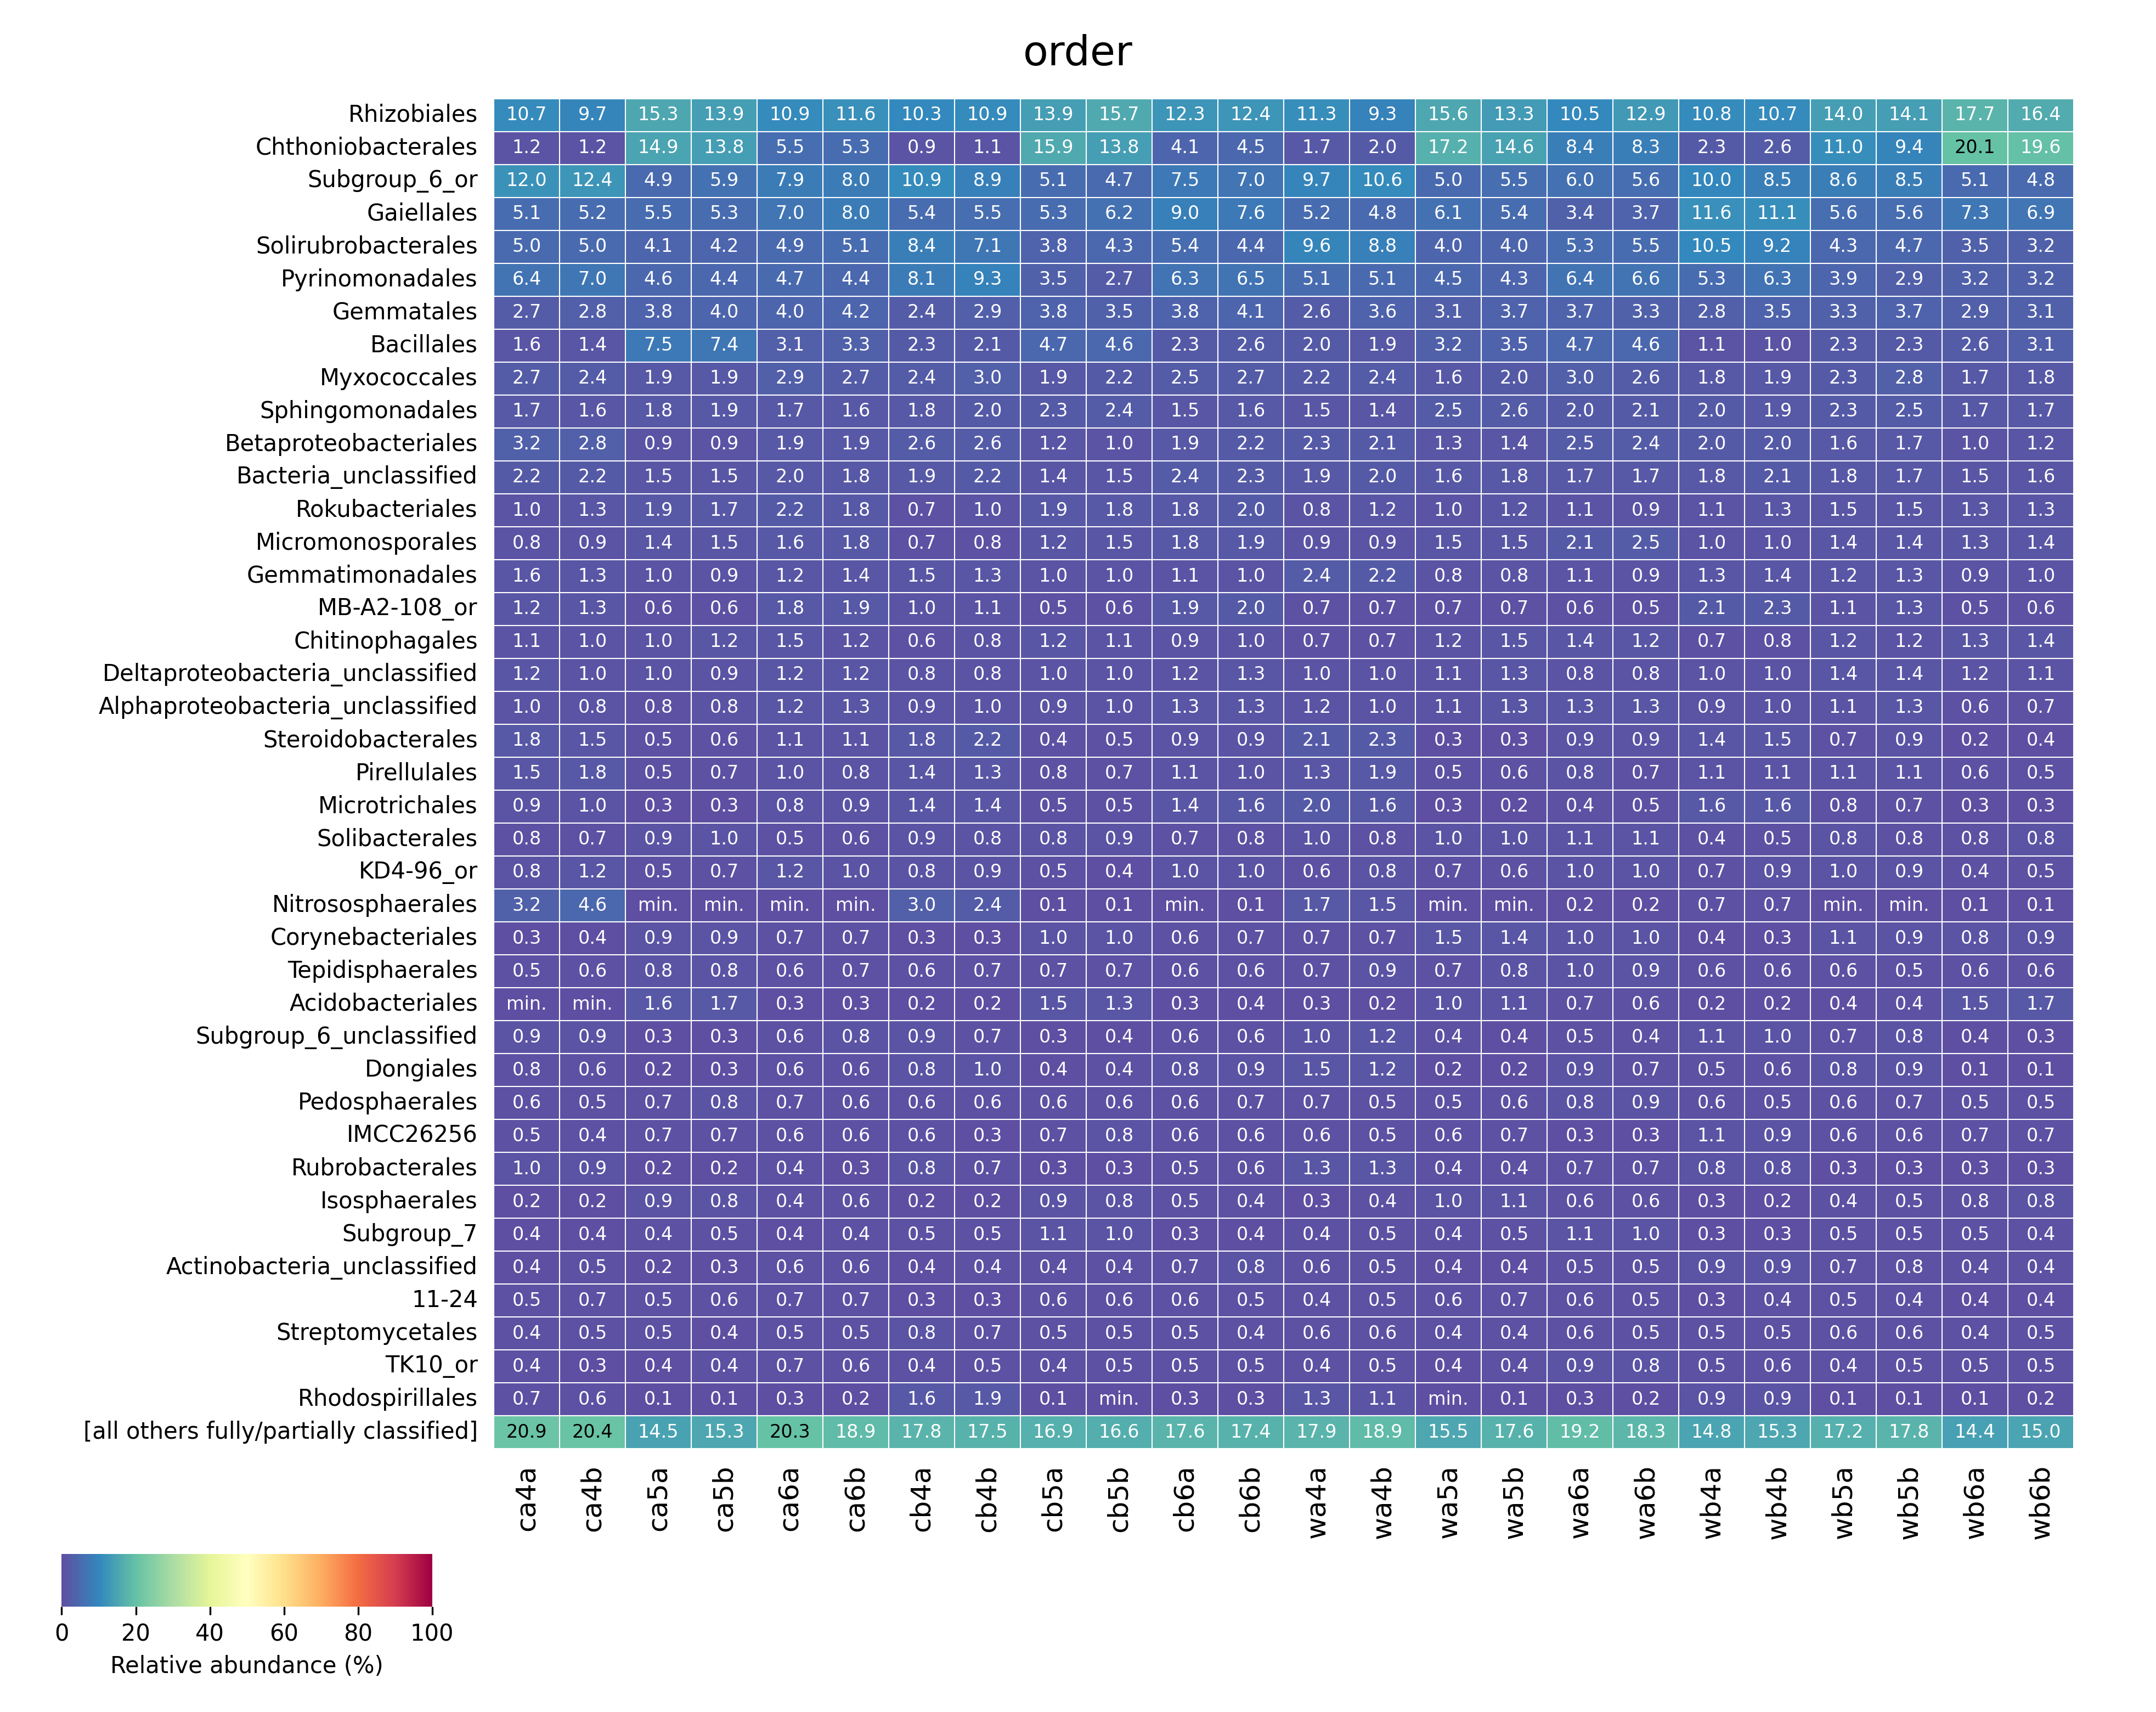 order
Rhizobiales 10.7 9.7 15.3 13.9 10.9 11.6 10.3 10.9 13.9 15.7 12.3 12.4 11.3 9.3 15.6 13.3 10.5 12.9 10.8 10.7 14.0 14.1 17.7 16.4
Chthoniobacterales 1.2 1.2 14.9 13.8 5.5 5.3 0.9 1.1 15.9 13.8 4.1 4.5 1.7 2.0 17.2 14.6 8.4 8.3 2.3 2.6 11.0 9.4 20.1 19.6
Subgroup_6_or 12.0 12.4 4.9 5.9 7.9 8.0 10.9 8.9 5.1 4.7 7.5 7.0 9.7 10.6 5.0 5.5 6.0 5.6 10.0 8.5 8.6 8.5 5.1 4.8
Gaiellales 5.1 5.2 5.5 5.3 7.0 8.0 5.4 5.5 5.3 6.2 9.0 7.6 5.2 4.8 6.1 5.4 3.4 3.7 11.6 11.1 5.6 5.6 7.3 6.9
Solirubrobacterales 5.0 5.0 4.1 4.2 4.9 5.1 8.4 7.1 3.8 4.3 5.4 4.4 9.6 8.8 4.0 4.0 5.3 5.5 10.5 9.2 4.3 4.7 3.5 3.2
Pyrinomonadales 6.4 7.0 4.6 4.4 4.7 4.4 8.1 9.3 3.5 2.7 6.3 6.5 5.1 5.1 4.5 4.3 6.4 6.6 5.3 6.3 3.9 2.9 3.2 3.2
Gemmatales 2.7 2.8 3.8 4.0 4.0 4.2 2.4 2.9 3.8 3.5 3.8 4.1 2.6 3.6 3.1 3.7 3.7 3.3 2.8 3.5 3.3 3.7 2.9 3.1
Bacillales 1.6 1.4 7.5 7.4 3.1 3.3 2.3 2.1 4.7 4.6 2.3 2.6 2.0 1.9 3.2 3.5 4.7 4.6 1.1 1.0 2.3 2.3 2.6 3.1
Myxococcales 2.7 2.4 1.9 1.9 2.9 2.7 2.4 3.0 1.9 2.2 2.5 2.7 2.2 2.4 1.6 2.0 3.0 2.6 1.8 1.9 2.3 2.8 1.7 1.8
Sphingomonadales 1.7 1.6 1.8 1.9 1.7 1.6 1.8 2.0 2.3 2.4 1.5 1.6 1.5 1.4 2.5 2.6 2.0 2.1 2.0 1.9 2.3 2.5 1.7 1.7
Betaproteobacteriales 3.2 2.8 0.9 0.9 1.9 1.9 2.6 2.6 1.2 1.0 1.9 2.2 2.3 2.1 1.3 1.4 2.5 2.4 2.0 2.0 1.6 1.7 1.0 1.2
Bacteria_unclassified 2.2 2.2 1.5 1.5 2.0 1.8 1.9 2.2 1.4 1.5 2.4 2.3 1.9 2.0 1.6 1.8 1.7 1.7 1.8 2.1 1.8 1.7 1.5 1.6
Rokubacteriales 1.0 1.3 1.9 1.7 2.2 1.8 0.7 1.0 1.9 1.8 1.8 2.0 0.8 1.2 1.0 1.2 1.1 0.9 1.1 1.3 1.5 1.5 1.3 1.3
Micromonosporales 0.8 0.9 1.4 1.5 1.6 1.8 0.7 0.8 1.2 1.5 1.8 1.9 0.9 0.9 1.5 1.5 2.1 2.5 1.0 1.0 1.4 1.4 1.3 1.4
Gemmatimonadales 1.6 1.3 1.0 0.9 1.2 1.4 1.5 1.3 1.0 1.0 1.1 1.0 2.4 2.2 0.8 0.8 1.1 0.9 1.3 1.4 1.2 1.3 0.9 1.0
MB-A2-108_or 1.2 1.3 0.6 0.6 1.8 1.9 1.0 1.1 0.5 0.6 1.9 2.0 0.7 0.7 0.7 0.7 0.6 0.5 2.1 2.3 1.1 1.3 0.5 0.6
Chitinophagales 1.1 1.0 1.0 1.2 1.5 1.2 0.6 0.8 1.2 1.1 0.9 1.0 0.7 0.7 1.2 1.5 1.4 1.2 0.7 0.8 1.2 1.2 1.3 1.4
Deltaproteobacteria_unclassified 1.2 1.0 1.0 0.9 1.2 1.2 0.8 0.8 1.0 1.0 1.2 1.3 1.0 1.0 1.1 1.3 0.8 0.8 1.0 1.0 1.4 1.4 1.2 1.1
Alphaproteobacteria_unclassified 1.0 0.8 0.8 0.8 1.2 1.3 0.9 1.0 0.9 1.0 1.3 1.3 1.2 1.0 1.1 1.3 1.3 1.3 0.9 1.0 1.1 1.3 0.6 0.7
Steroidobacterales 1.8 1.5 0.5 0.6 1.1 1.1 1.8 2.2 0.4 0.5 0.9 0.9 2.1 2.3 0.3 0.3 0.9 0.9 1.4 1.5 0.7 0.9 0.2 0.4
Pirellulales 1.5 1.8 0.5 0.7 1.0 0.8 1.4 1.3 0.8 0.7 1.1 1.0 1.3 1.9 0.5 0.6 0.8 0.7 1.1 1.1 1.1 1.1 0.6 0.5
Microtrichales 0.9 1.0 0.3 0.3 0.8 0.9 1.4 1.4 0.5 0.5 1.4 1.6 2.0 1.6 0.3 0.2 0.4 0.5 1.6 1.6 0.8 0.7 0.3 0.3
Solibacterales 0.8 0.7 0.9 1.0 0.5 0.6 0.9 0.8 0.8 0.9 0.7 0.8 1.0 0.8 1.0 1.0 1.1 1.1 0.4 0.5 0.8 0.8 0.8 0.8
KD4-96_or 0.8 1.2 0.5 0.7 1.2 1.0 0.8 0.9 0.5 0.4 1.0 1.0 0.6 0.8 0.7 0.6 1.0 1.0 0.7 0.9 1.0 0.9 0.4 0.5
Nitrososphaerales 3.2 4.6 min. min. min. min. 3.0 2.4 0.1 0.1 min. 0.1 1.7 1.5 min. min. 0.2 0.2 0.7 0.7 min. min. 0.1 0.1
Corynebacteriales 0.3 0.4 0.9 0.9 0.7 0.7 0.3 0.3 1.0 1.0 0.6 0.7 0.7 0.7 1.5 1.4 1.0 1.0 0.4 0.3 1.1 0.9 0.8 0.9
Tepidisphaerales 0.5 0.6 0.8 0.8 0.6 0.7 0.6 0.7 0.7 0.7 0.6 0.6 0.7 0.9 0.7 0.8 1.0 0.9 0.6 0.6 0.6 0.5 0.6 0.6
Acidobacteriales min. min. 1.6 1.7 0.3 0.3 0.2 0.2 1.5 1.3 0.3 0.4 0.3 0.2 1.0 1.1 0.7 0.6 0.2 0.2 0.4 0.4 1.5 1.7
Subgroup_6_unclassified 0.9 0.9 0.3 0.3 0.6 0.8 0.9 0.7 0.3 0.4 0.6 0.6 1.0 1.2 0.4 0.4 0.5 0.4 1.1 1.0 0.7 0.8 0.4 0.3
Dongiales 0.8 0.6 0.2 0.3 0.6 0.6 0.8 1.0 0.4 0.4 0.8 0.9 1.5 1.2 0.2 0.2 0.9 0.7 0.5 0.6 0.8 0.9 0.1 0.1
Pedosphaerales 0.6 0.5 0.7 0.8 0.7 0.6 0.6 0.6 0.6 0.6 0.6 0.7 0.7 0.5 0.5 0.6 0.8 0.9 0.6 0.5 0.6 0.7 0.5 0.5
IMCC26256 0.5 0.4 0.7 0.7 0.6 0.6 0.6 0.3 0.7 0.8 0.6 0.6 0.6 0.5 0.6 0.7 0.3 0.3 1.1 0.9 0.6 0.6 0.7 0.7
Rubrobacterales 1.0 0.9 0.2 0.2 0.4 0.3 0.8 0.7 0.3 0.3 0.5 0.6 1.3 1.3 0.4 0.4 0.7 0.7 0.8 0.8 0.3 0.3 0.3 0.3
Isosphaerales 0.2 0.2 0.9 0.8 0.4 0.6 0.2 0.2 0.9 0.8 0.5 0.4 0.3 0.4 1.0 1.1 0.6 0.6 0.3 0.2 0.4 0.5 0.8 0.8
Subgroup_7 0.4 0.4 0.4 0.5 0.4 0.4 0.5 0.5 1.1 1.0 0.3 0.4 0.4 0.5 0.4 0.5 1.1 1.0 0.3 0.3 0.5 0.5 0.5 0.4
Actinobacteria_unclassified 0.4 0.5 0.2 0.3 0.6 0.6 0.4 0.4 0.4 0.4 0.7 0.8 0.6 0.5 0.4 0.4 0.5 0.5 0.9 0.9 0.7 0.8 0.4 0.4
11-24 0.5 0.7 0.5 0.6 0.7 0.7 0.3 0.3 0.6 0.6 0.6 0.5 0.4 0.5 0.6 0.7 0.6 0.5 0.3 0.4 0.5 0.4 0.4 0.4
Streptomycetales 0.4 0.5 0.5 0.4 0.5 0.5 0.8 0.7 0.5 0.5 0.5 0.4 0.6 0.6 0.4 0.4 0.6 0.5 0.5 0.5 0.6 0.6 0.4 0.5
TK10_or 0.4 0.3 0.4 0.4 0.7 0.6 0.4 0.5 0.4 0.5 0.5 0.5 0.4 0.5 0.4 0.4 0.9 0.8 0.5 0.6 0.4 0.5 0.5 0.5
Rhodospirillales 0.7 0.6 0.1 0.1 0.3 0.2 1.6 1.9 0.1 min. 0.3 0.3 1.3 1.1 min. 0.1 0.3 0.2 0.9 0.9 0.1 0.1 0.1 0.2
[all others fully/partially classified] 20.9 20.4 14.5 15.3 20.3 18.9 17.8 17.5 16.9 16.6 17.6 17.4 17.9 18.9 15.5 17.6 19.2 18.3 14.8 15.3 17.2 17.8 14.4 15.0
ca4a ca4b ca5a ca5b ca6a ca6b cb4a cb4b cb5a cb5b cb6a cb6b wa4a wa4b wa5a wa5b wa6a wa6b wb4a wb4b wb5a wb5b wb6a wb6b
0 20 40 60 80 100
Relative abundance (%)